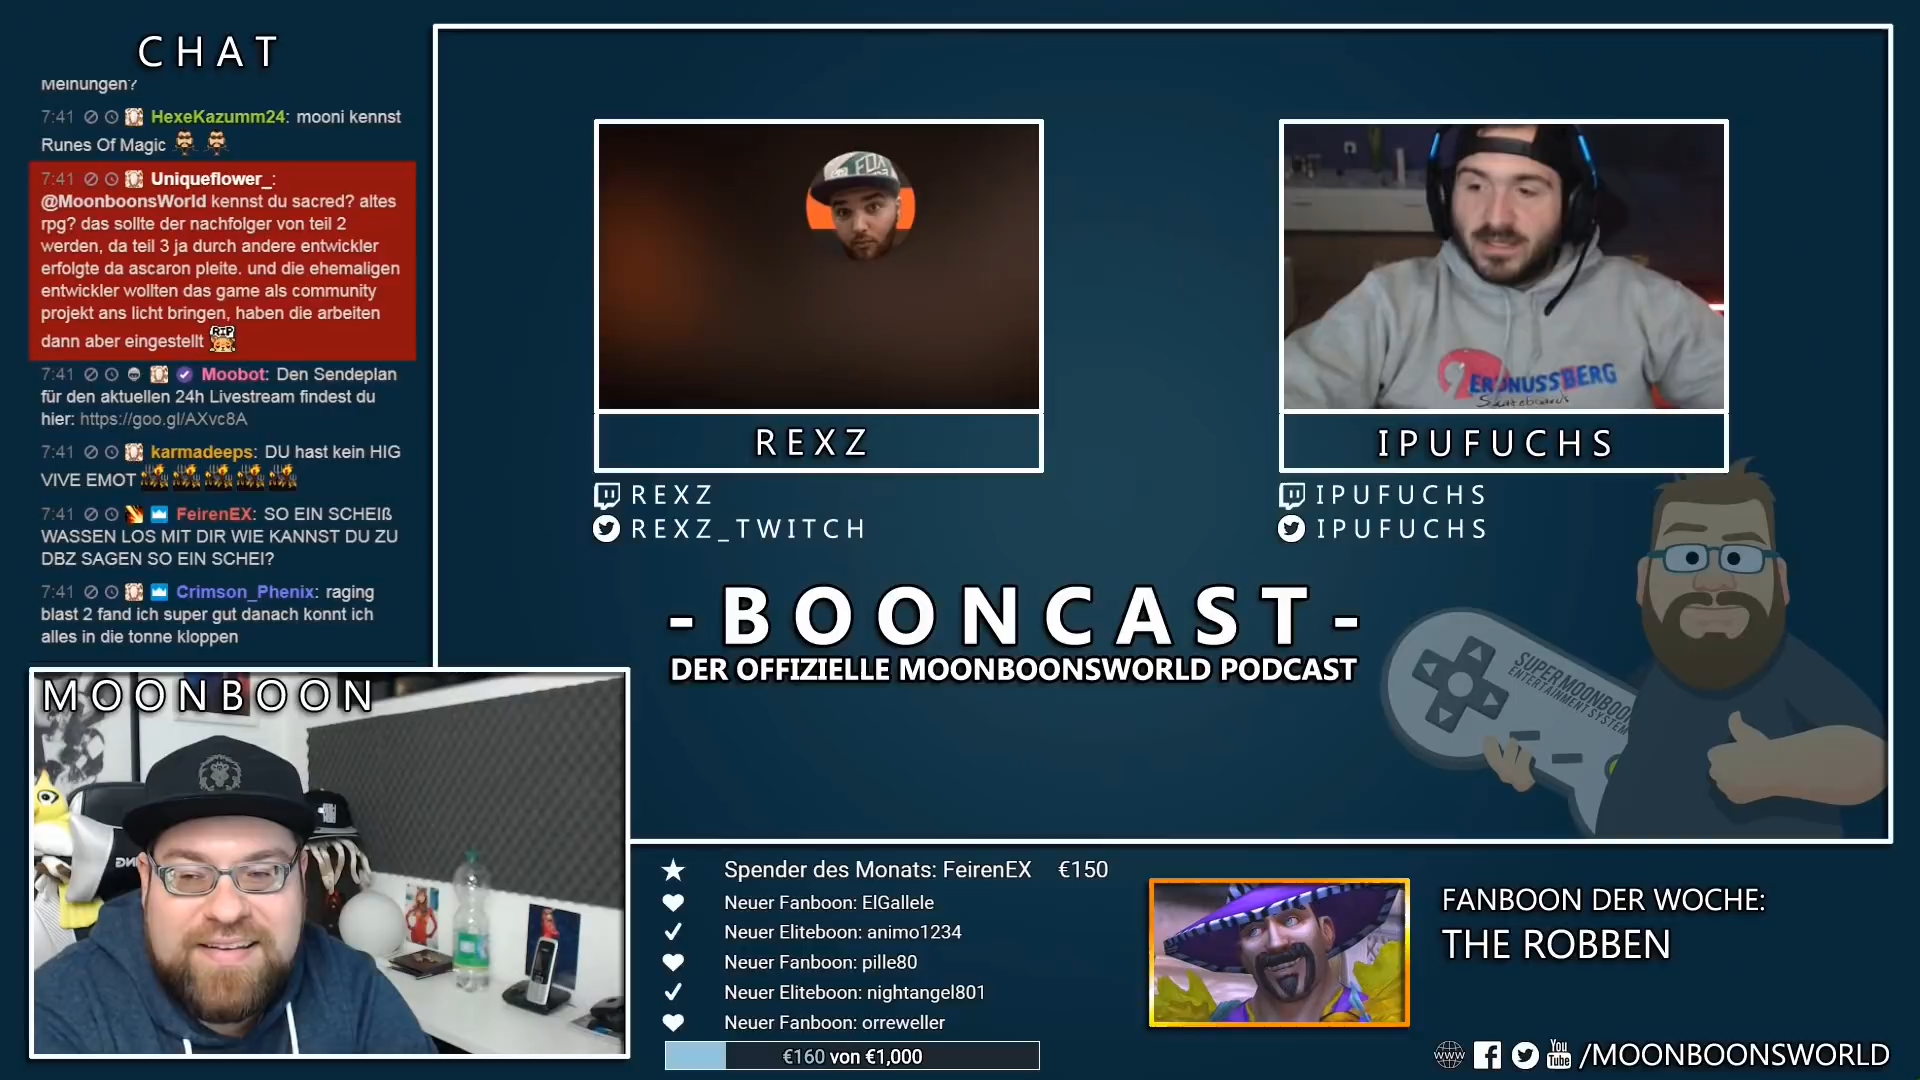 CHAT
Meinungen?
7:41 HexeKazumm24: mooni kennst
Runes Of Magic
7:41 Uniqueflower_:
@MoonboonsWorld kennst du sacred? altes
rpg? das sollte der nachfolger von teil 2
werden, da teil 3 ja durch andere entwickler
erfolgte da ascaron pleite. und die ehemaligen
entwickler wollten das game als community
projekt ans licht bringen, haben die arbeiten
dann aber eingestellt RIP
7:41 Moobot: Den Sendeplan
für den aktuellen 24h Livestream findest du
hier: https://goo.gl/AXvc8A
7:41 karmadeeps: DU hast kein HIG
VIVE EMOT
7:41 FeirenEX: SO EIN SCHEIß
WASSEN LOS MIT DIR WIE KANNST DU ZU
DBZ SAGEN SO EIN SCHEI?
7:41 Crimson_Phenix: raging
blast 2 fand ich super gut danach konnt ich
alles in die tonne kloppen
MOONBOON
FOX
REXZ
REXZ
REXZ_TWITCH
ERDNUSSBERG
Skateboards
IPUFUCHS
IPUFUCHS
IPUFUCHS
-BOONCAST-
DER OFFIZIELLE MOONBOONSWORLD PODCAST
SUPER MOONBOON
ENTERTAINMENT SYSTEM
Spender des Monats: FeirenEX €150
Neuer Fanboon: ElGallele
Neuer Eliteboon: animo1234
Neuer Fanboon: pille80
Neuer Eliteboon: nightangel801
Neuer Fanboon: orreweller
€160 von €1,000
FANBOON DER WOCHE:
THE ROBBEN
www You Tube /MOONBOONSWORLD